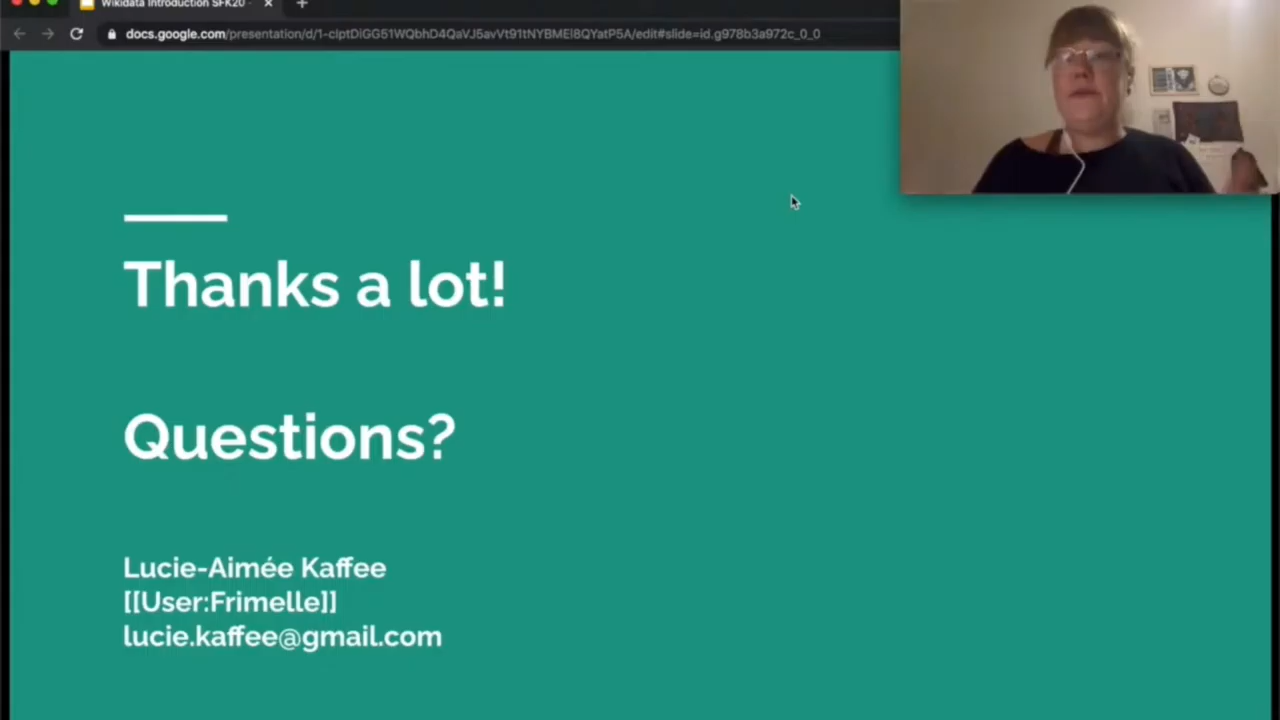 Wikidata Introduction SFK20
docs.google.com/presentation/d/1-cIptDiGG51WQbhD4QaVJ5avVt91tNYBMEl8QYatP5A/edit#slide=id.g978b3a972c_0_0
Thanks a lot!
Questions?
Lucie-Aimée Kaffee
[[User:Frimelle]]
lucie.kaffee@gmail.com